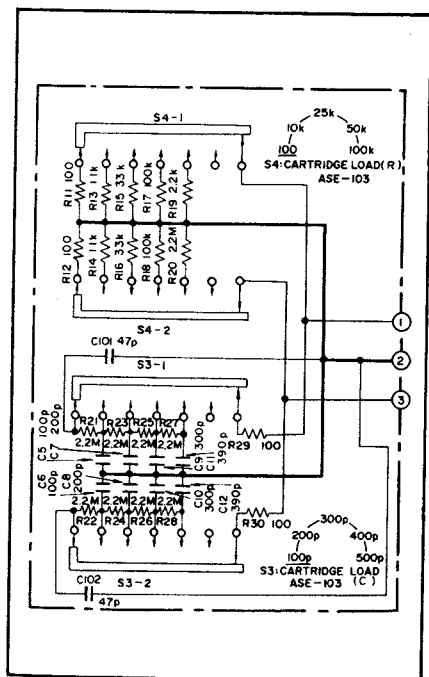 S4-1
25k
10k 50k
100 100k
S4: CARTRIDGE LOAD(R)
ASE-103
R11 100
R13 11k
R15 33k
R17 100k
R19 2.2k
R12 100
R14 11k
R16 33k
R18 100k
R20 2.2M
1
S4-2
2
C101 47p
S3-1
3
100p
200p
R21 R23 R25 R27
2.2M 2.2M 2.2M 2.2M
300p
390p
R29
100
C5
C7
C9
C11
C6
100p
C8
200p
C10
300p
C12
390p
2.2M 2.2M 2.2M 2.2M
R22 R24 R26 R28
R30 100
300p
200p 400p
100p 500p
S3: CARTRIDGE LOAD
(C)
ASE-103
S3-2
C102
47p